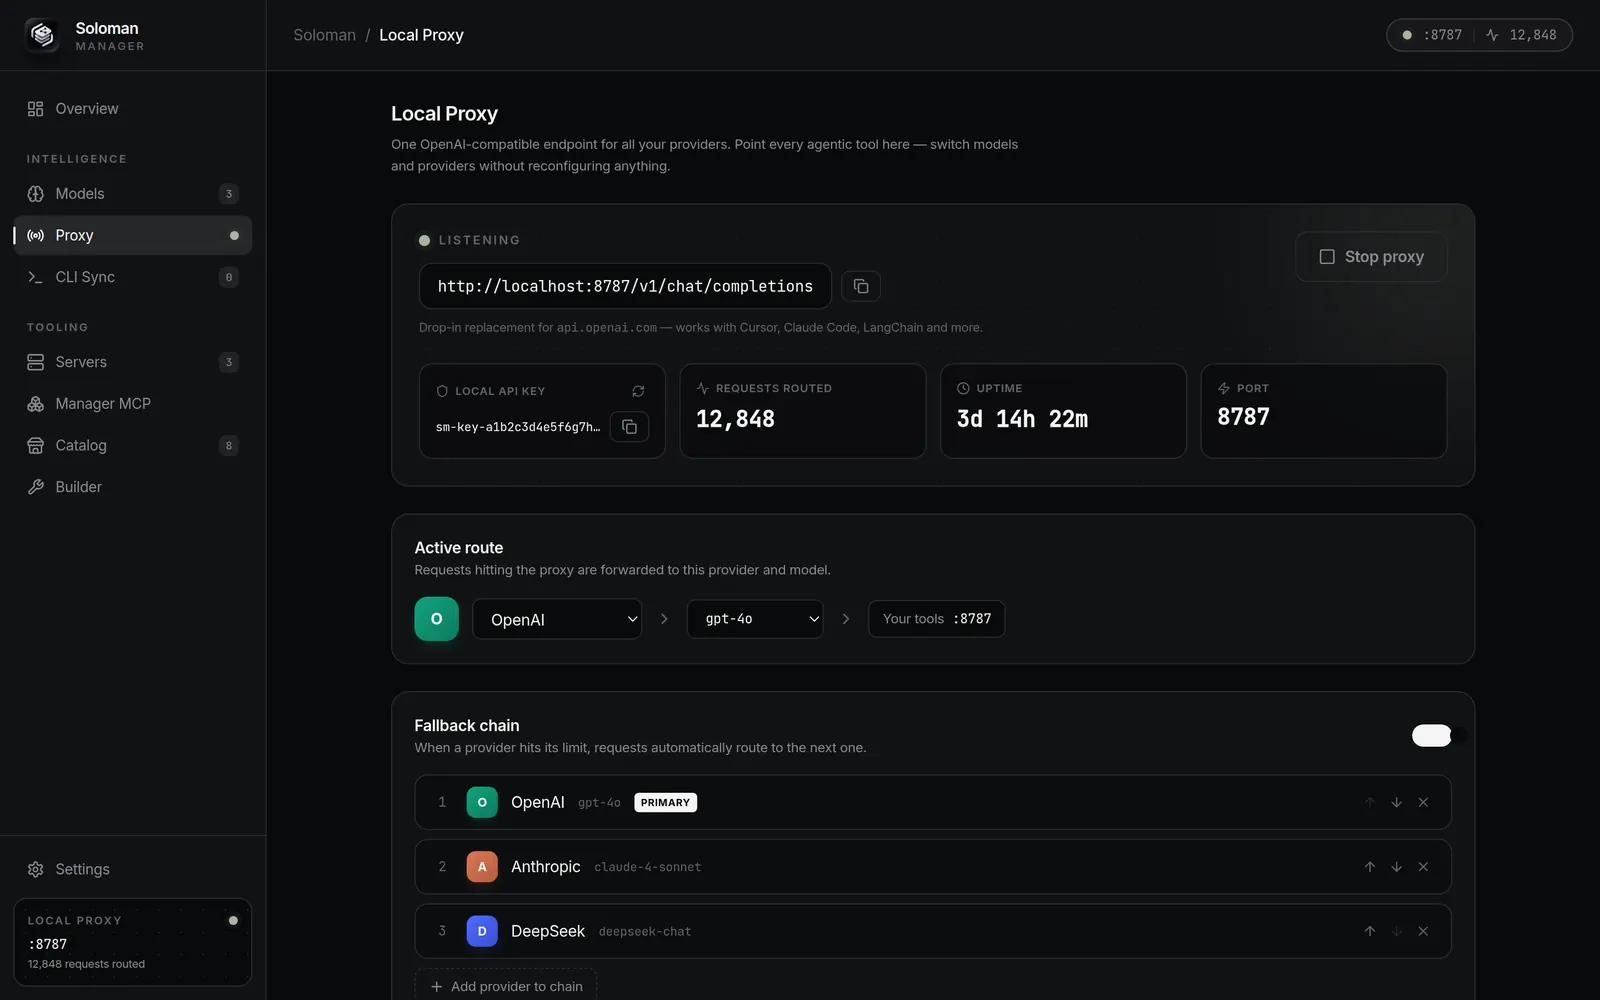 Soloman
MANAGER
Overview
INTELLIGENCE
Models 3
Proxy
CLI Sync 0
TOOLING
Servers 3
Manager MCP
Catalog 8
Builder
Settings
LOCAL PROXY
:8787
12,848 requests routed
Soloman / Local Proxy
:8787 12,848
Local Proxy
One OpenAI-compatible endpoint for all your providers. Point every agentic tool here — switch models
and providers without reconfiguring anything.
LISTENING
Stop proxy
http://localhost:8787/v1/chat/completions
Drop-in replacement for api.openai.com — works with Cursor, Claude Code, LangChain and more.
LOCAL API KEY
sm-key-a1b2c3d4e5f6g7h…
REQUESTS ROUTED
12,848
UPTIME
3d 14h 22m
PORT
8787
Active route
Requests hitting the proxy are forwarded to this provider and model.
O OpenAI gpt-4o Your tools :8787
Fallback chain
When a provider hits its limit, requests automatically route to the next one.
1 O OpenAI gpt-4o PRIMARY
2 A Anthropic claude-4-sonnet
3 D DeepSeek deepseek-chat
Add provider to chain